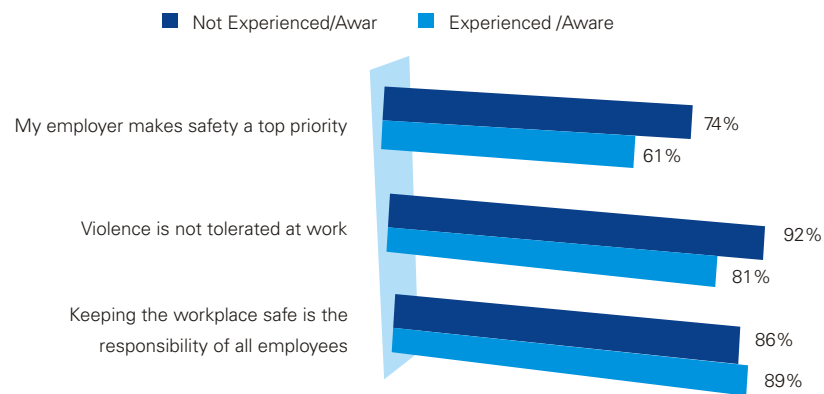 Not Experienced/Awar
Experienced /Aware
My employer makes safety a top priority
74%
61%
Violence is not tolerated at work
92%
81%
Keeping the workplace safe is the
responsibility of all employees
86%
89%